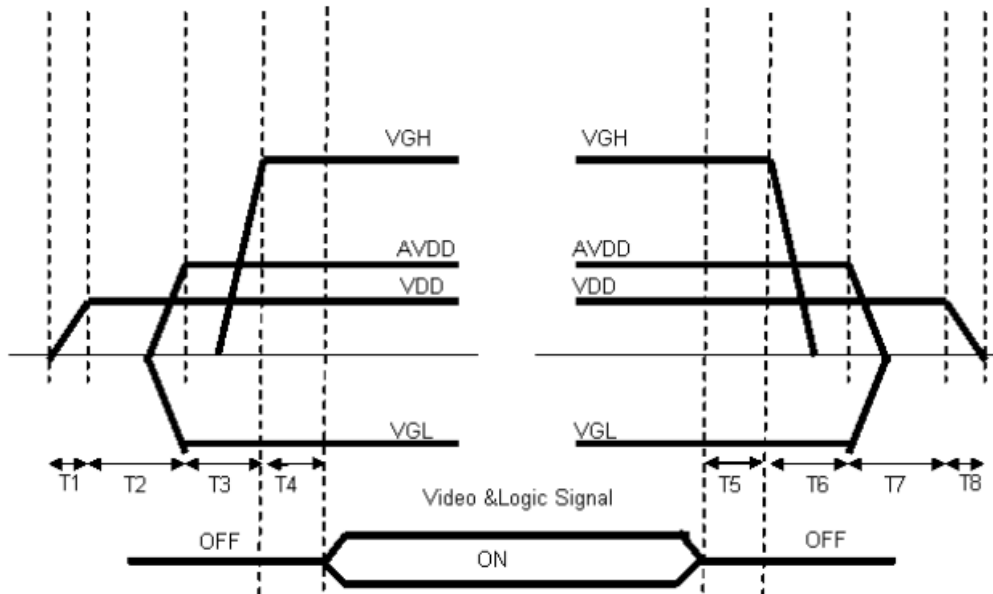 VGH VGH
AVDD AVDD
VDD VDD
VGL VGL
T1 T2 T3 T4 T5 T6 T7 T8
Video &Logic Signal
OFF ON OFF